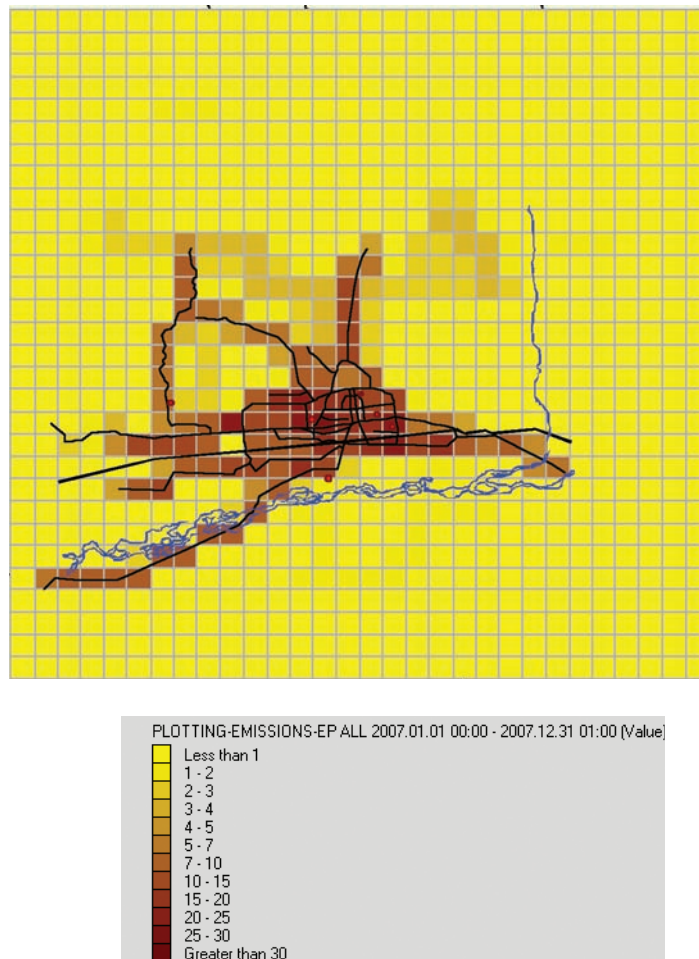 PLOTTING-EMISSIONS-EP ALL 2007.01.01 00:00 - 2007.12.31 01:00 (Value)
Less than 1
1 - 2
2 - 3
3 - 4
4 - 5
5 - 7
7 - 10
10 - 15
15 - 20
20 - 25
25 - 30
Greater than 30